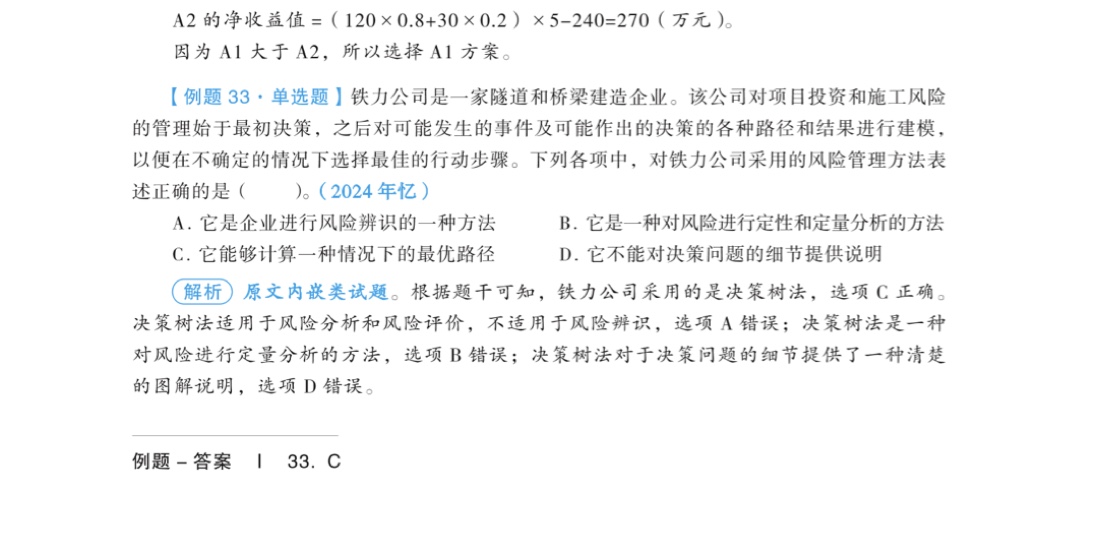 A2 的净收益值 =（120×0.8+30×0.2）×5-240=270（万元）。
因为 A1 大于 A2，所以选择 A1 方案。
【例题 33·单选题】铁力公司是一家隧道和桥梁建造企业。该公司对项目投资和施工风险
的管理始于最初决策，之后对可能发生的事件及可能作出的决策的各种路径和结果进行建模，
以便在不确定的情况下选择最佳的行动步骤。下列各项中，对铁力公司采用的风险管理方法表
述正确的是（　　）。（2024 年忆）
A. 它是企业进行风险辨识的一种方法　　B. 它是一种对风险进行定性和定量分析的方法
C. 它能够计算一种情况下的最优路径　　D. 它不能对决策问题的细节提供说明
解析 原文内嵌类试题。根据题干可知，铁力公司采用的是决策树法，选项 C 正确。
决策树法适用于风险分析和风险评价，不适用于风险辨识，选项 A 错误；决策树法是一种
对风险进行定量分析的方法，选项 B 错误；决策树法对于决策问题的细节提供了一种清楚
的图解说明，选项 D 错误。
例题 – 答案 | 33. C